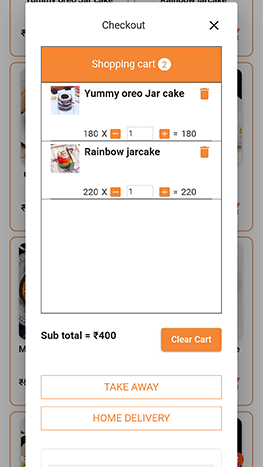 Checkout
Shopping cart 2
Yummy oreo Jar cake
180 X 1 = 180
Rainbow jarcake
220 X 1 = 220
Sub total = ₹400
Clear Cart
TAKE AWAY
HOME DELIVERY